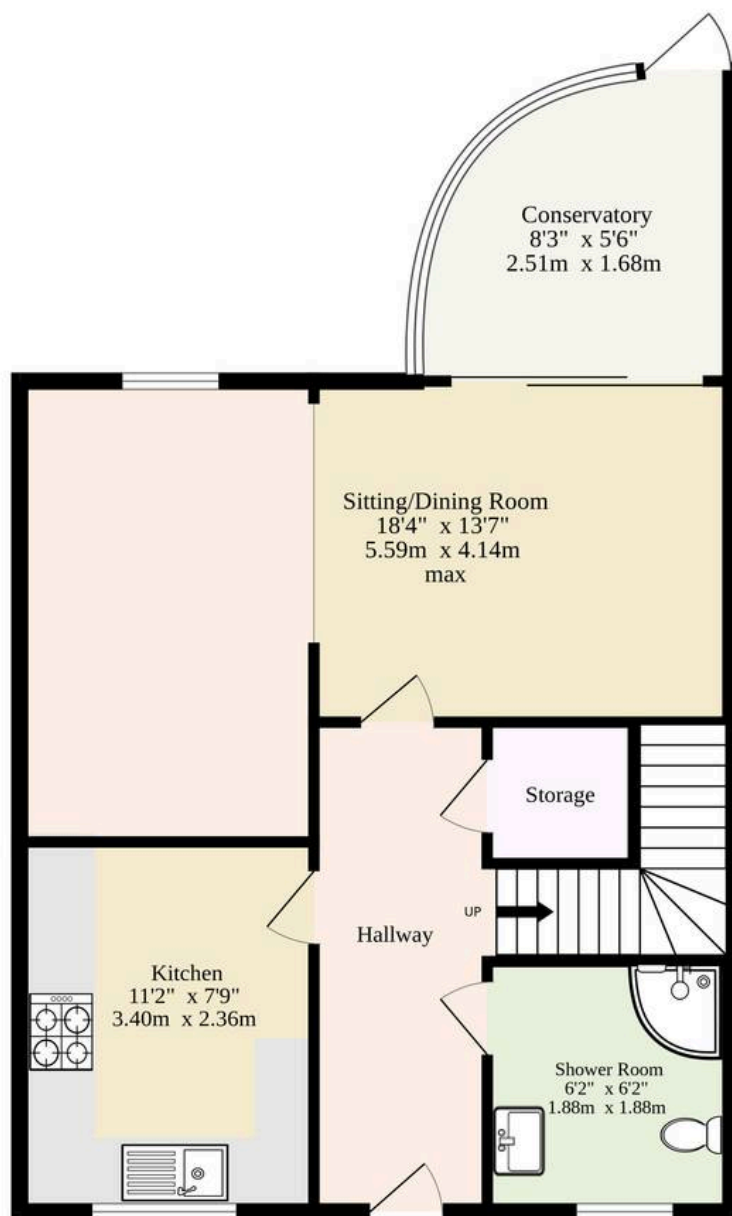 Conservatory
8'3" x 5'6"
2.51m x 1.68m
Sitting/Dining Room
18'4" x 13'7"
5.59m x 4.14m
max
Storage
UP
Hallway
Kitchen
11'2" x 7'9"
3.40m x 2.36m
Shower Room
6'2" x 6'2"
1.88m x 1.88m